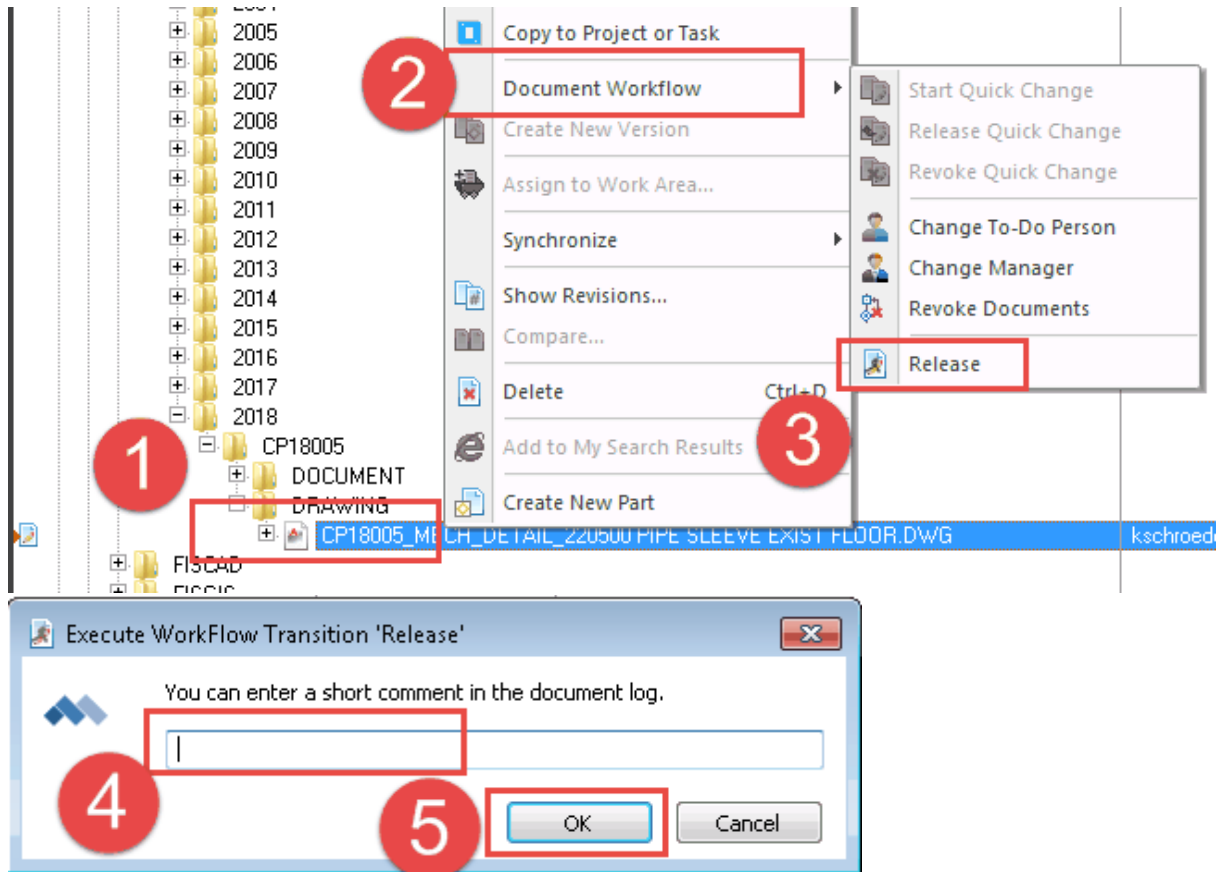 2005
2006
2007
2008
2009
2010
2011
2012
2013
2014
2015
2016
2017
2018
CP18005
DOCUMENT
DRAWING
CP18005_MECH_DETAIL_220500 PIPE SLEEVE EXIST FLOOR.DWG
FISCAD
1
2
Copy to Project or Task
Document Workflow
Create New Version
Assign to Work Area...
Synchronize
Show Revisions...
Compare...
Delete Ctrl+D
Add to My Search Results
Create New Part
3
Start Quick Change
Release Quick Change
Revoke Quick Change
Change To-Do Person
Change Manager
Revoke Documents
Release
Execute WorkFlow Transition 'Release'
You can enter a short comment in the document log.
4
5
OK
Cancel